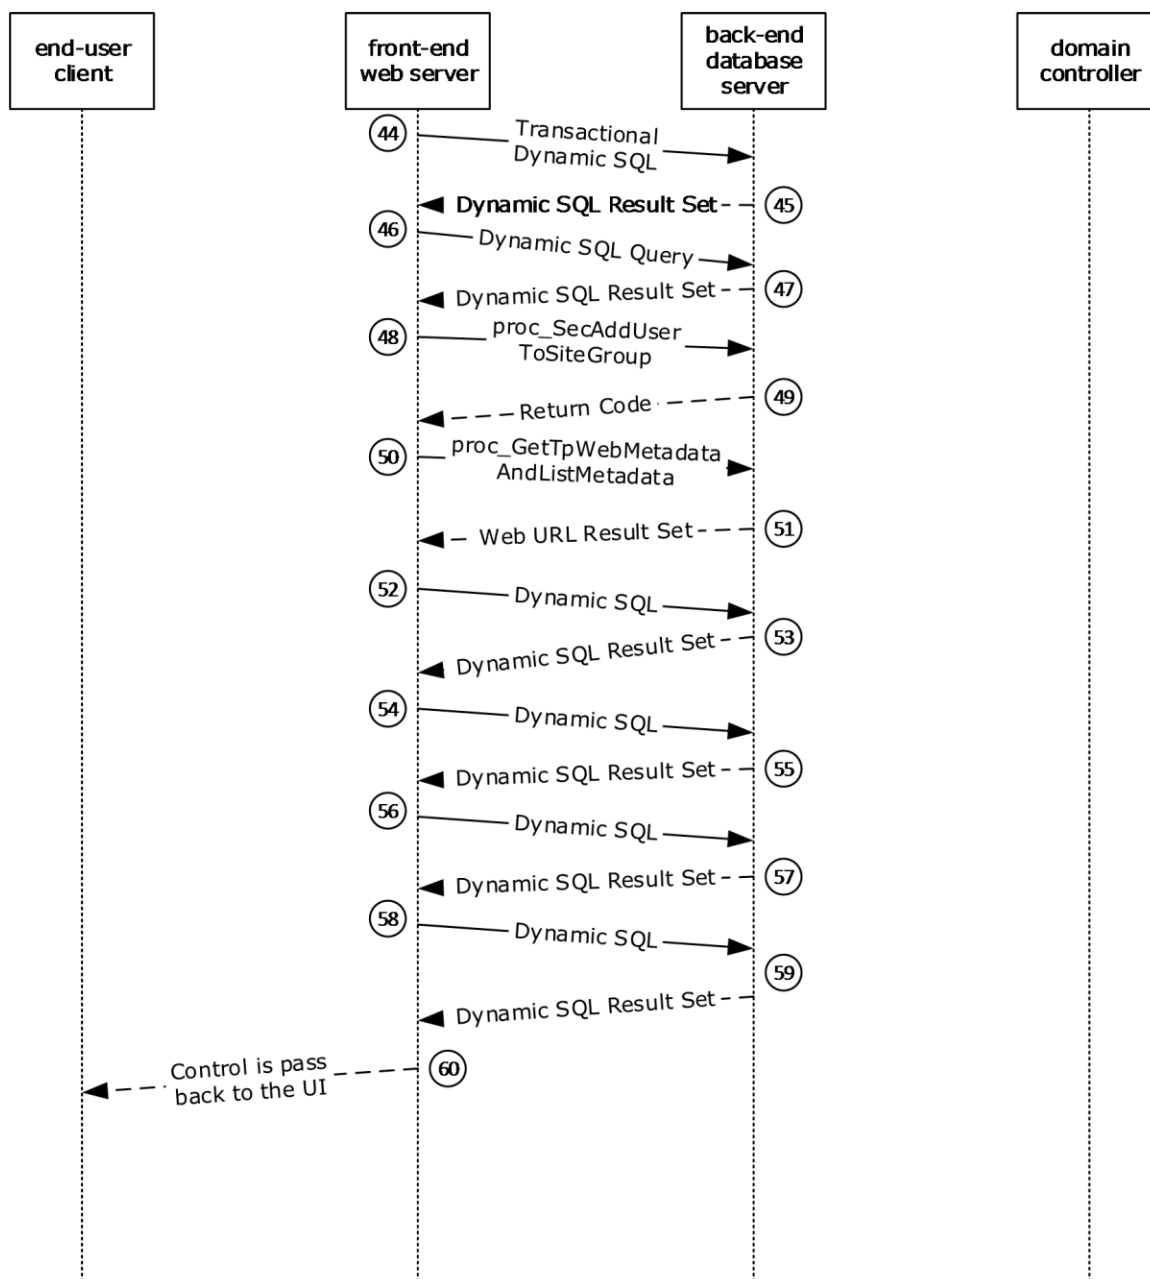 end-user
client
front-end
web server
back-end
database
server
domain
controller
44
Transactional
Dynamic SQL
Dynamic SQL Result Set
45
46
Dynamic SQL Query
Dynamic SQL Result Set
47
48
proc_SecAddUser
ToSiteGroup
Return Code
49
50
proc_GetTpWebMetadata
AndListMetadata
Web URL Result Set
51
52
Dynamic SQL
Dynamic SQL Result Set
53
54
Dynamic SQL
Dynamic SQL Result Set
55
56
Dynamic SQL
Dynamic SQL Result Set
57
58
Dynamic SQL
59
Dynamic SQL Result Set
Control is pass
back to the UI
60